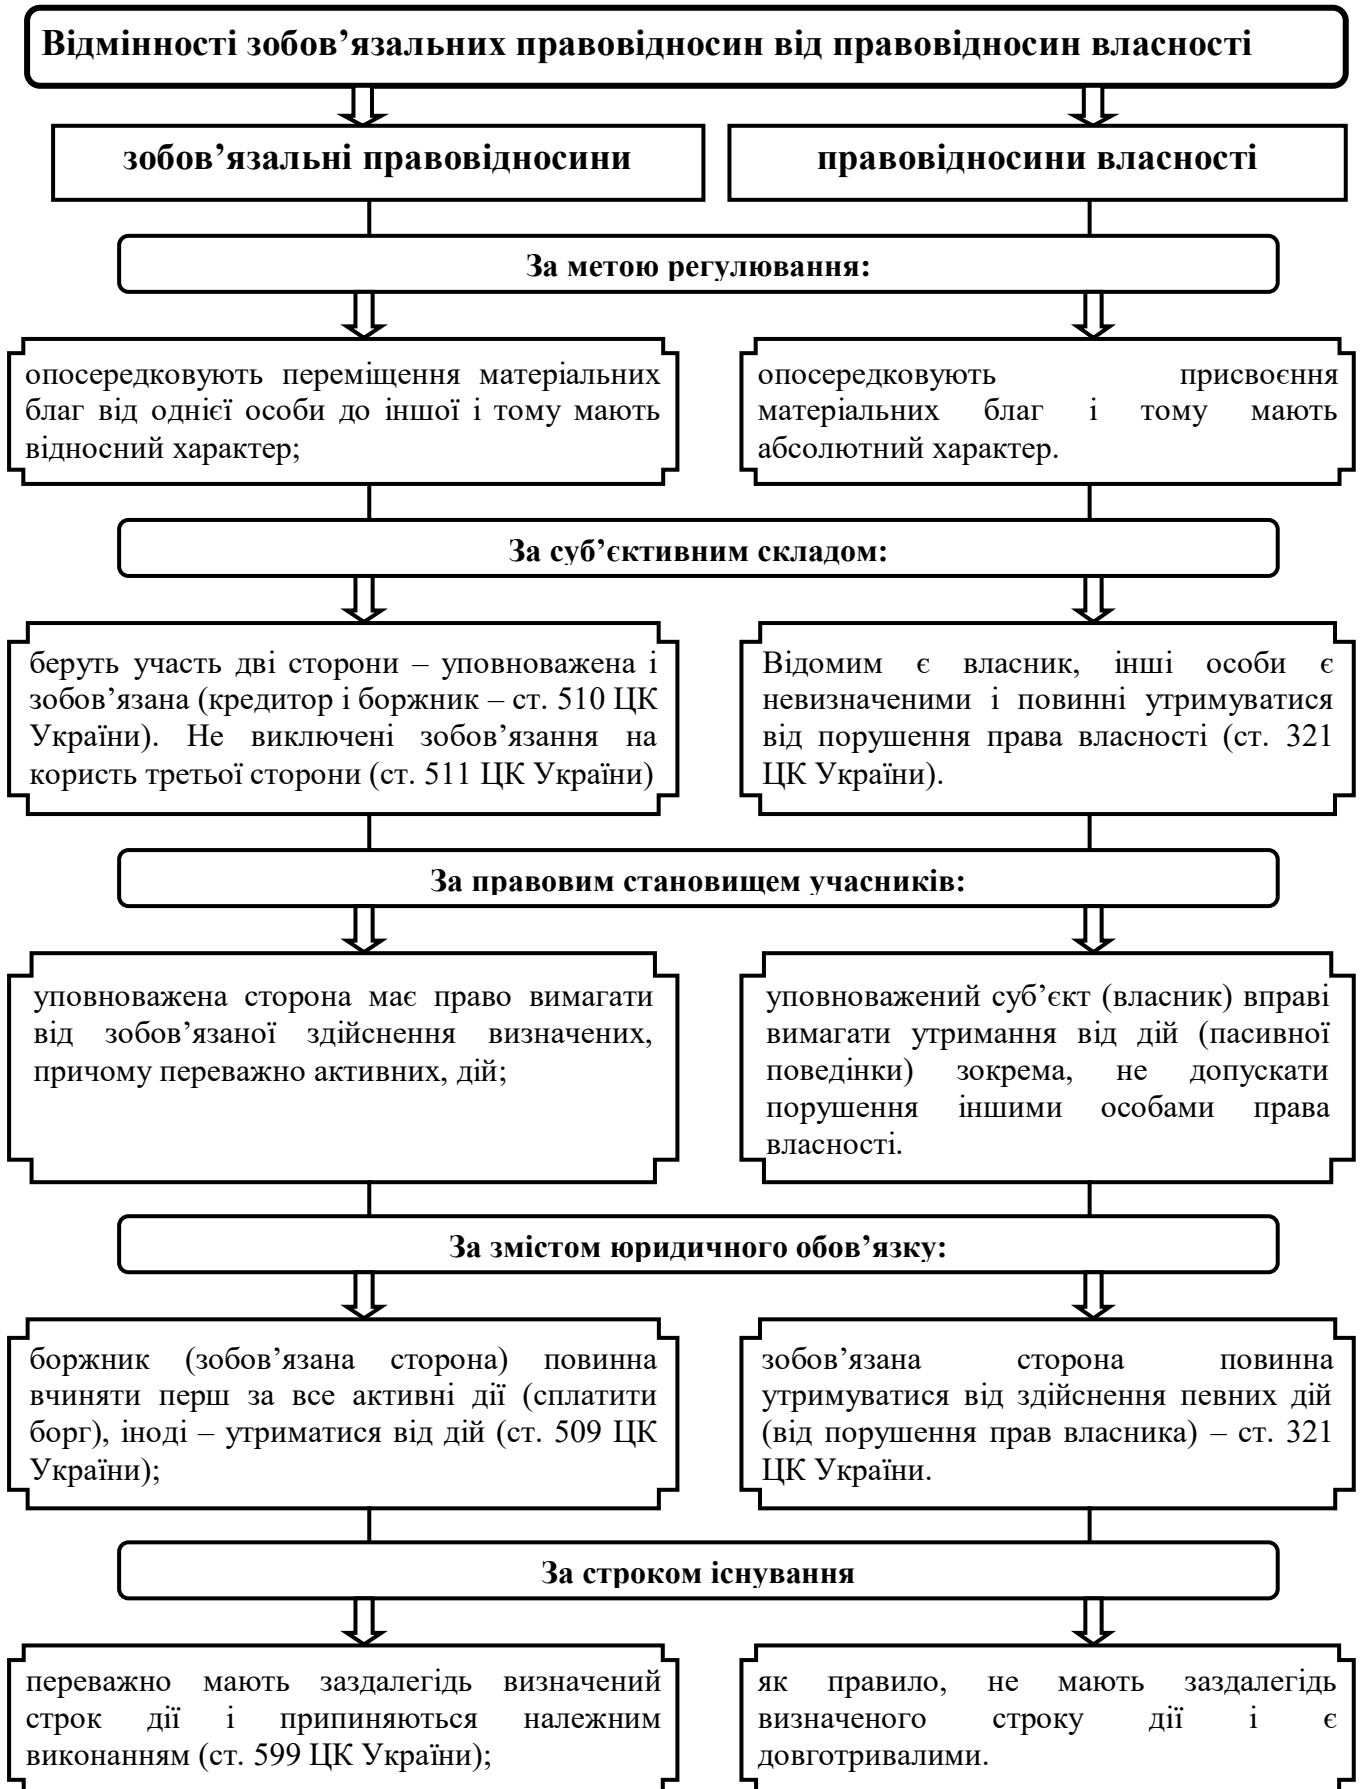 Відмінності зобов’язальних правовідносин від правовідносин власності
зобов’язальні правовідносини
правовідносини власності
За метою регулювання:
опосередковують переміщення матеріальних
благ від однієї особи до іншої і тому мають
відносний характер;
опосередковують присвоєння
матеріальних благ і тому мають
абсолютний характер.
За суб’єктивним складом:
беруть участь дві сторони – уповноважена і
зобов’язана (кредитор і боржник – ст. 510 ЦК
України). Не виключені зобов’язання на
користь третьої сторони (ст. 511 ЦК України)
Відомим є власник, інші особи є
невизначеними і повинні утримуватися
від порушення права власності (ст. 321
ЦК України).
За правовим становищем учасників:
уповноважена сторона має право вимагати
від зобов’язаної здійснення визначених,
причому переважно активних, дій;
уповноважений суб’єкт (власник) вправі
вимагати утримання від дій (пасивної
поведінки) зокрема, не допускати
порушення іншими особами права
власності.
За змістом юридичного обов’язку:
боржник (зобов’язана сторона) повинна
вчиняти перш за все активні дії (сплатити
борг), іноді – утриматися від дій (ст. 509 ЦК
України);
зобов’язана сторона повинна
утримуватися від здійснення певних дій
(від порушення прав власника) – ст. 321
ЦК України.
За строком існування
переважно мають заздалегідь визначений
строк дії і припиняються належним
виконанням (ст. 599 ЦК України);
як правило, не мають заздалегідь
визначеного строку дії і є
довготривалими.